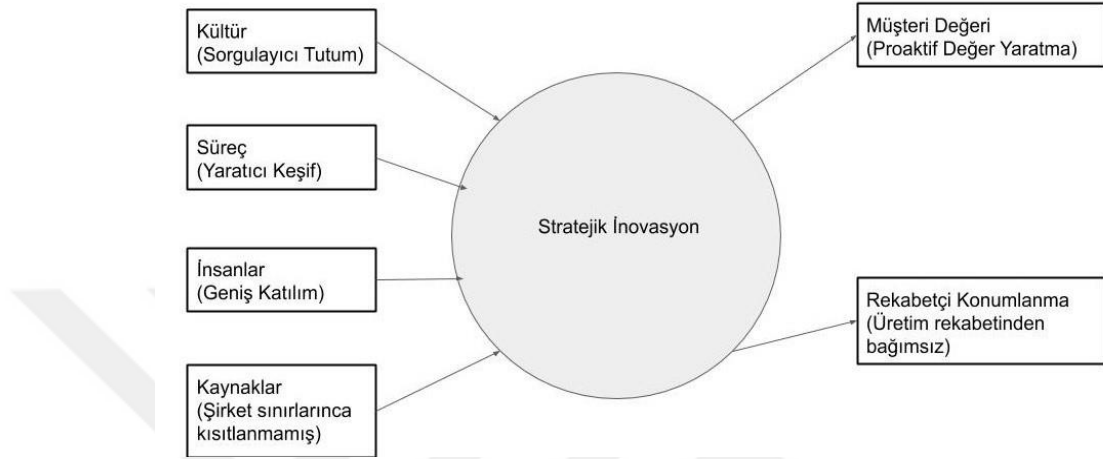 Kültür
(Sorgulayıcı Tutum)
Süreç
(Yaratıcı Keşif)
İnsanlar
(Geniş Katılım)
Kaynaklar
(Şirket sınırlarınca
kısıtlanmamış)
Stratejik İnovasyon
Müşteri Değeri
(Proaktif Değer Yaratma)
Rekabetçi Konumlanma
(Üretim rekabetinden
bağımsız)